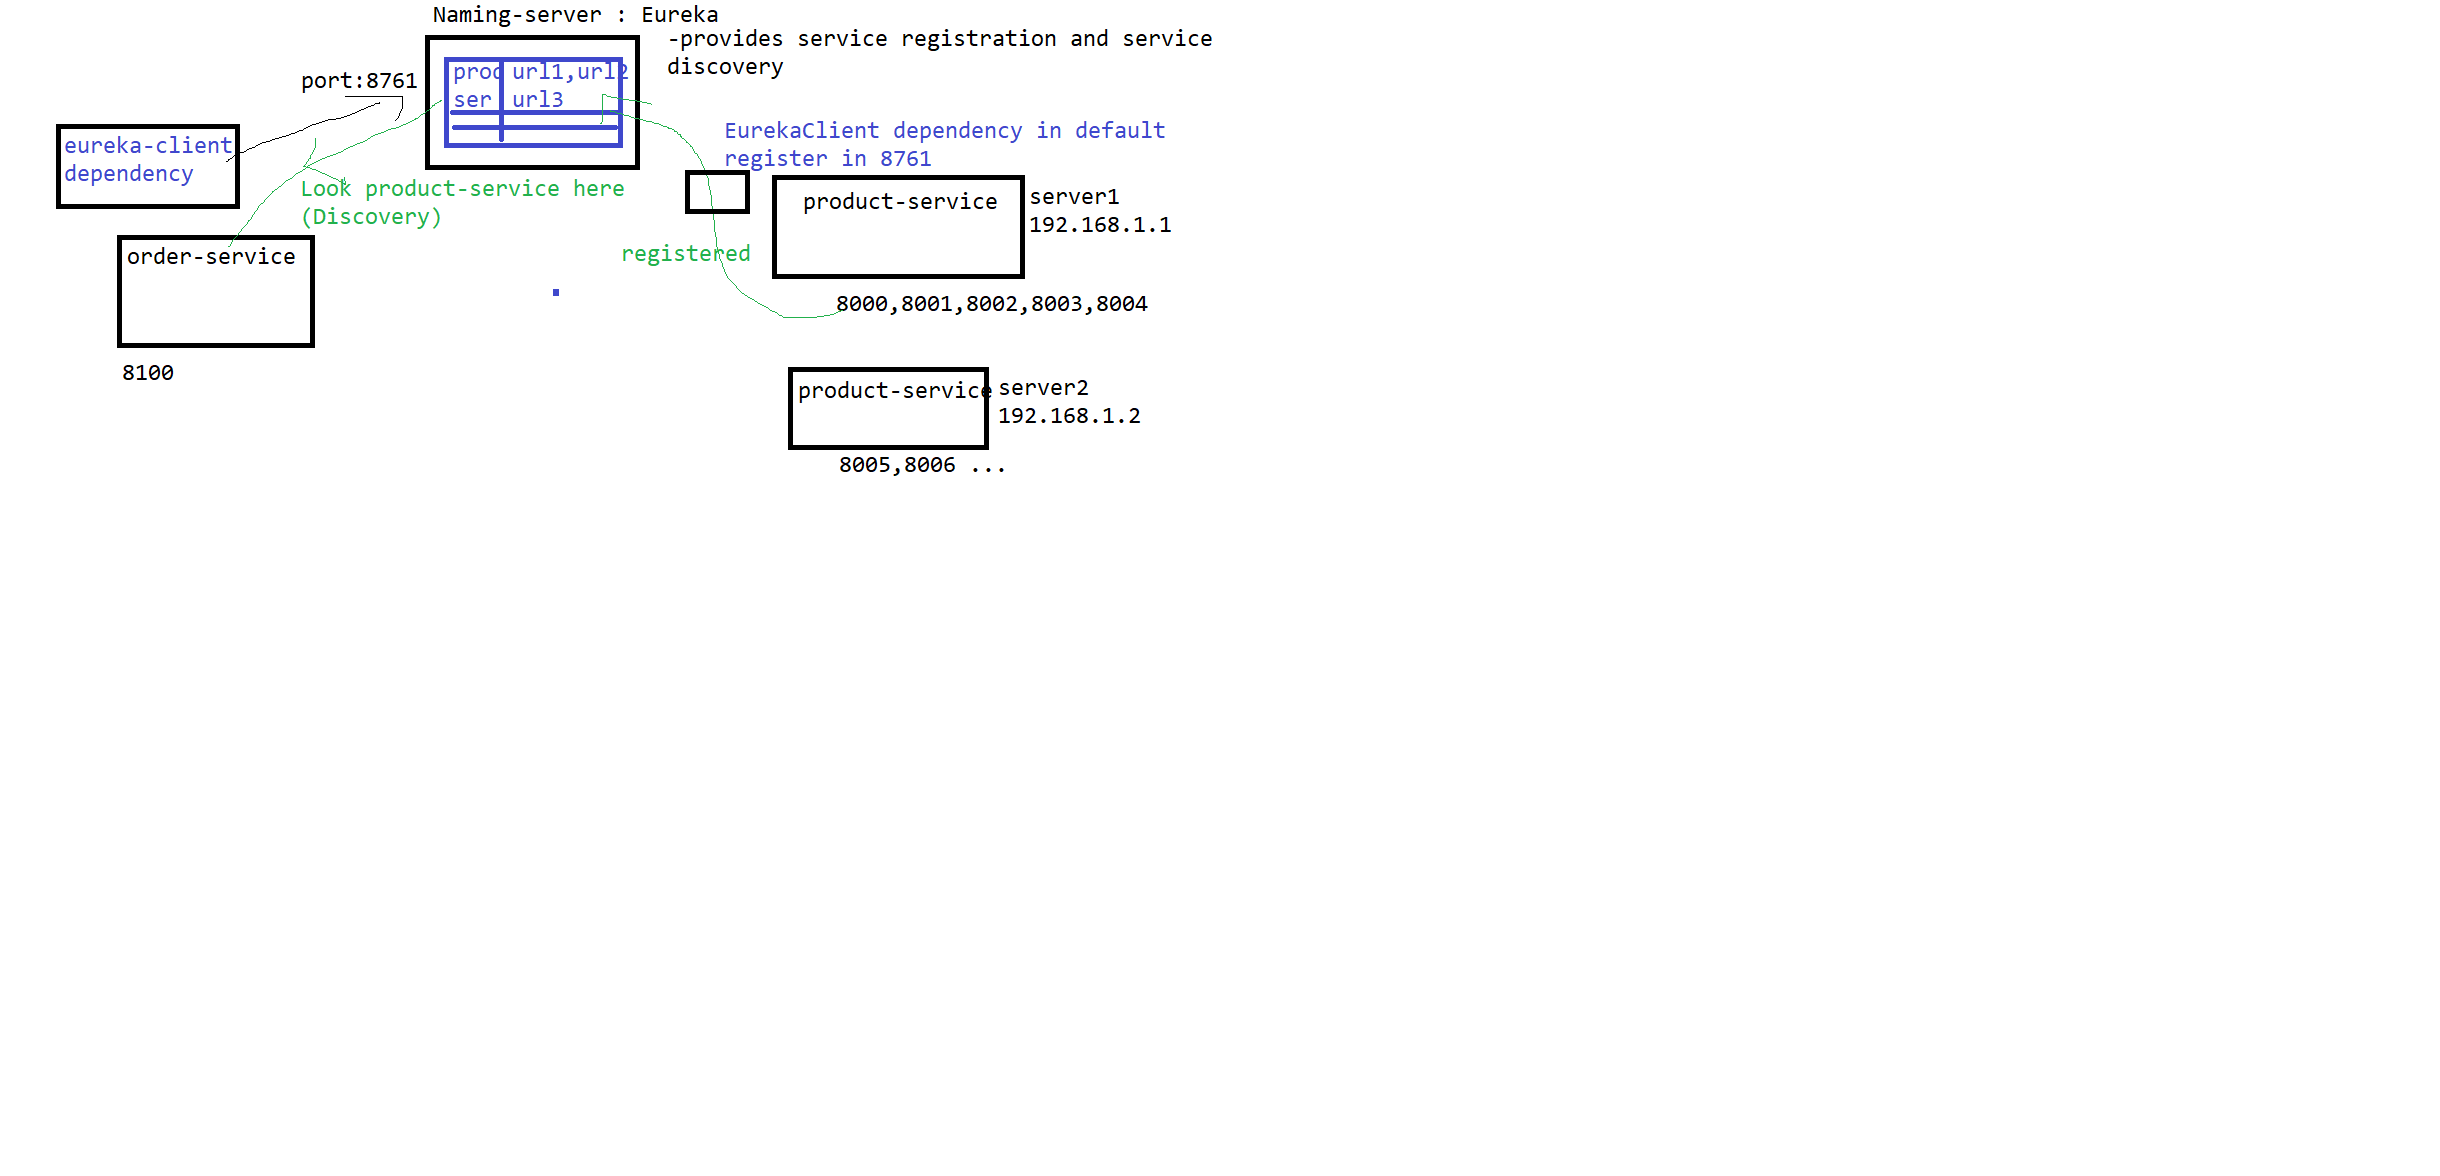 Naming-server : Eureka
-provides service registration and service
discovery
port:8761
prod url1,url2
ser url3
eureka-client
dependency
EurekaClient dependency in default
register in 8761
Look product-service here
(Discovery)
product-service
server1
192.168.1.1
registered
order-service
8000,8001,8002,8003,8004
8100
product-service
server2
192.168.1.2
8005,8006 ...